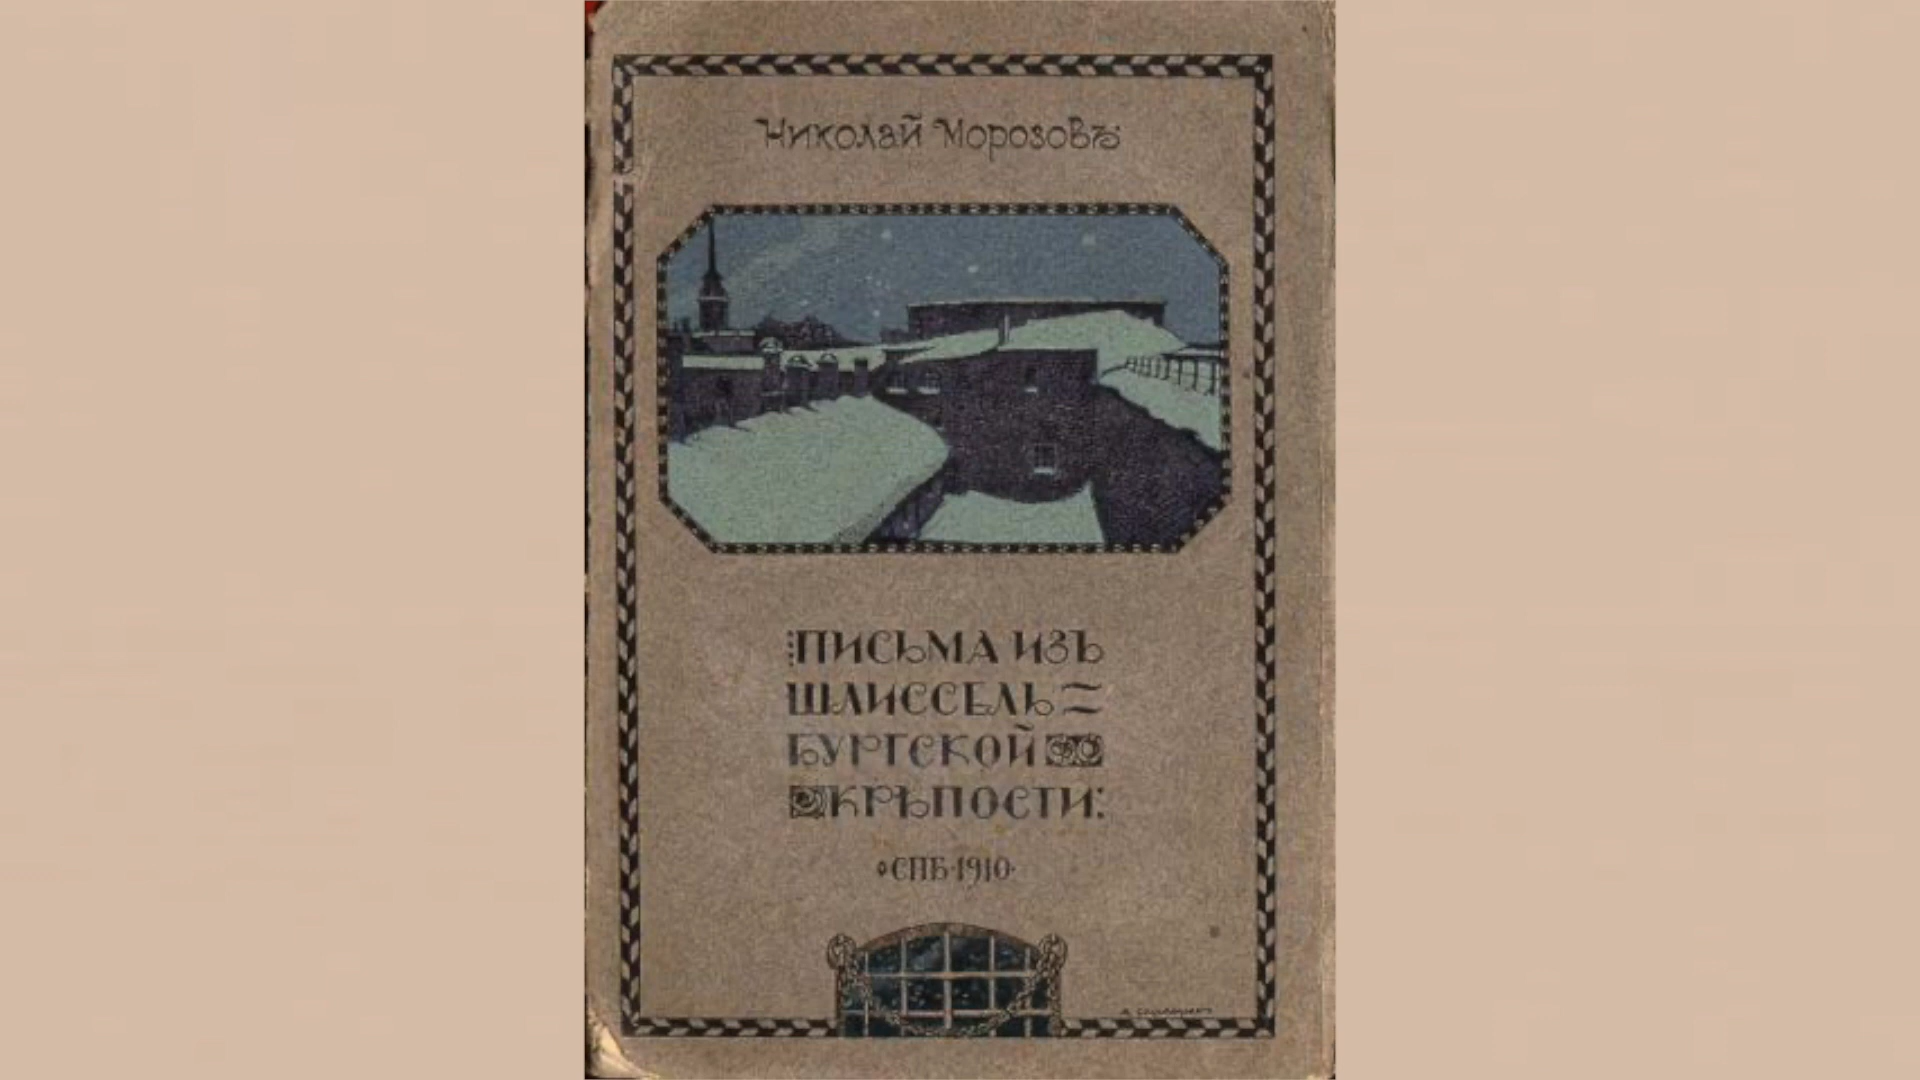 Николай Морозовъ
ПИСЬМА ИЗЪ
ШЛИССЕЛЬ=
БУРГСКОЙ
КРѢПОСТИ:
СПБ·1910·